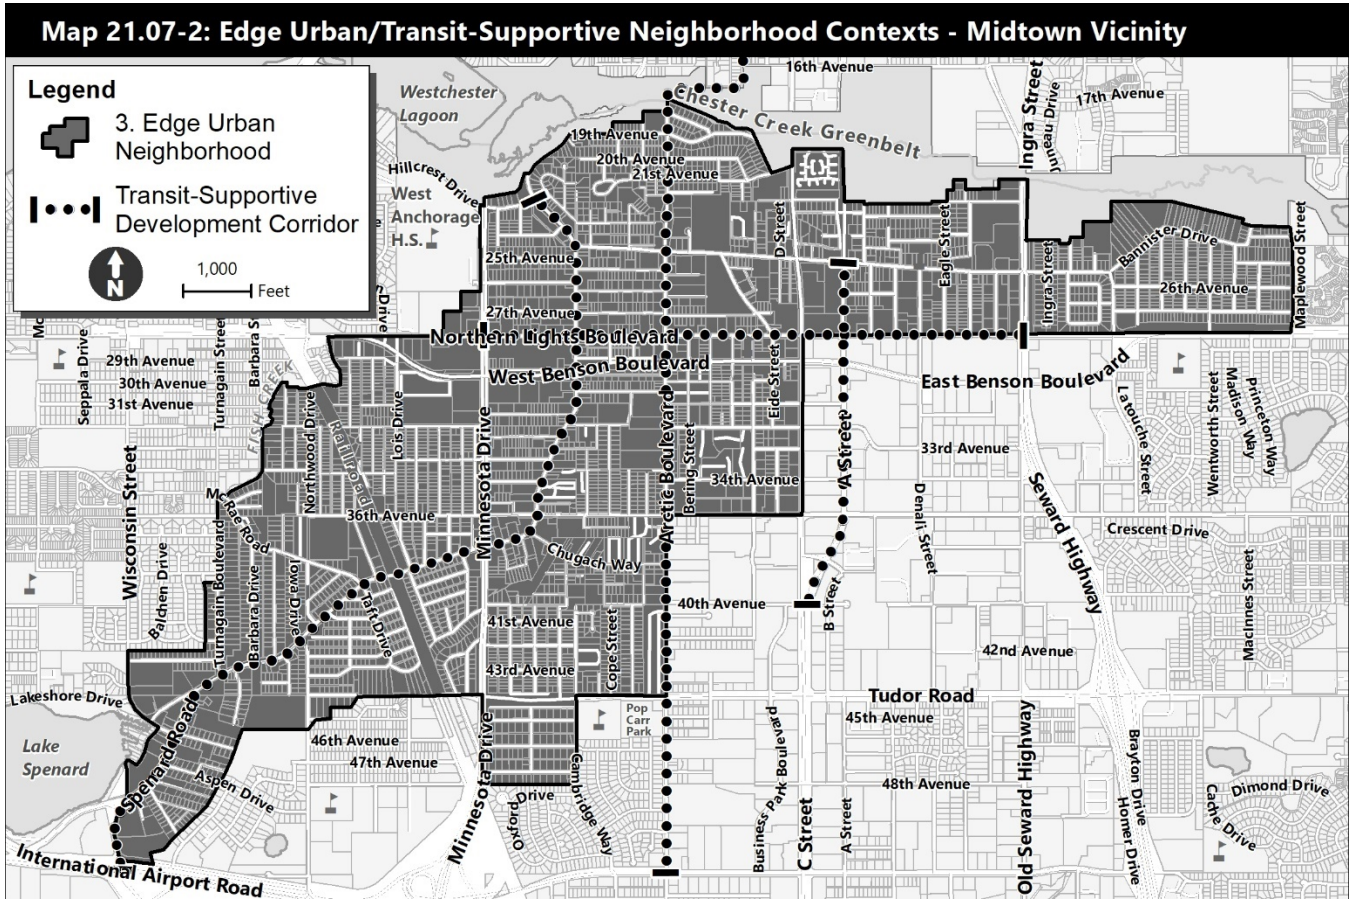 Map 21.07-2: Edge Urban/Transit-Supportive Neighborhood Contexts - Midtown Vicinity
Legend
3. Edge Urban
Neighborhood
Transit-Supportive
Development Corridor
N
1,000
Feet
16th Avenue
17th Avenue
Ingra Street
Juneau Drive
Westchester
Lagoon
Chester Creek Greenbelt
19th Avenue
20th Avenue
21st Avenue
Hillcrest Drive
West
Anchorage
H.S.
D Street
Eagle Street
Ingra Street
Bannister Drive
Maplewood Street
25th Avenue
26th Avenue
27th Avenue
Drive
Northern Lights Boulevard
West Benson Boulevard
East Benson Boulevard
Seppala Drive
29th Avenue
30th Avenue
31st Avenue
Turnagain Street
Barbara S
FISH CREEK
Northwood Drive
Railroad
Lois Drive
Minnesota Drive
Arctic Boulevard
Bering Street
Eide Street
34th Avenue
A Street
33rd Avenue
Denali Street
Latouche Street
Wentworth Street
Madison Way
Princeton Way
Seward Highway
Wisconsin Street
McRae Road
36th Avenue
Chugach Way
Crescent Drive
Balchen Drive
Turnagain Boulevard
Barbara Drive
Iowa Drive
Taft Drive
40th Avenue
B Street
41st Avenue
Cope Street
MacInnes Street
42nd Avenue
43rd Avenue
Lakeshore Drive
Tudor Road
Lake
Spenard
Spenard Road
Aspen Drive
46th Avenue
47th Avenue
Minnesota Drive
Pop
Carr
Park
Cambridge Way
Oxford Drive
Business Park Boulevard
C Street
A Street
45th Avenue
48th Avenue
Old Seward Highway
Brayton Drive
Homer Drive
Dimond Drive
Cache Drive
International Airport Road